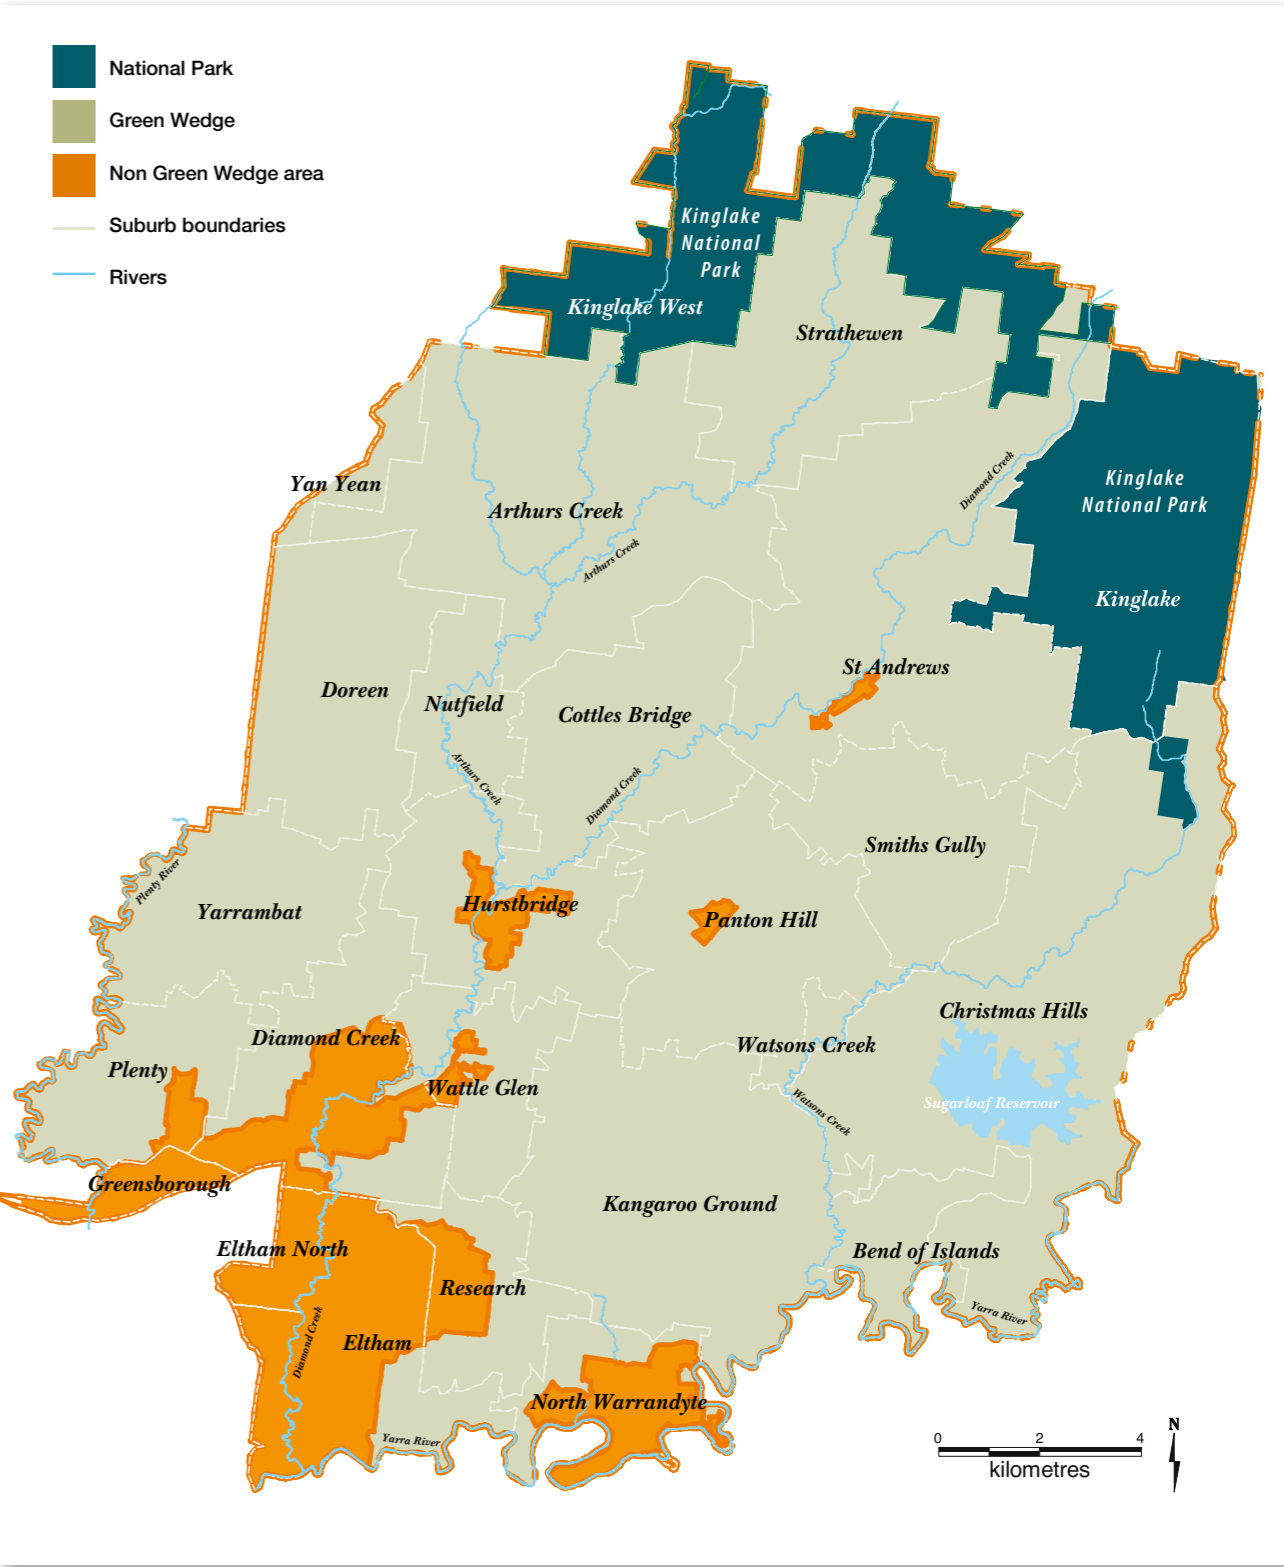 National Park
Green Wedge
Non Green Wedge area
Suburb boundaries
Rivers
Kinglake
National
Park
Kinglake West
Strathewen
Yan Yean
Arthurs Creek
Diamond Creek
Kinglake
National Park
Arthurs Creek
Kinglake
St Andrews
Doreen
Nutfield
Cottles Bridge
Arthurs Creek
Diamond Creek
Smiths Gully
Plenty River
Yarrambat
Hurstbridge
Panton Hill
Christmas Hills
Diamond Creek
Watsons Creek
Plenty
Wattle Glen
Watsons Creek
Sugarloaf Reservoir
Greensborough
Kangaroo Ground
Eltham North
Bend of Islands
Research
Yarra River
Diamond Creek
Eltham
North Warrandyte
Yarra River
N
0 2 4
kilometres